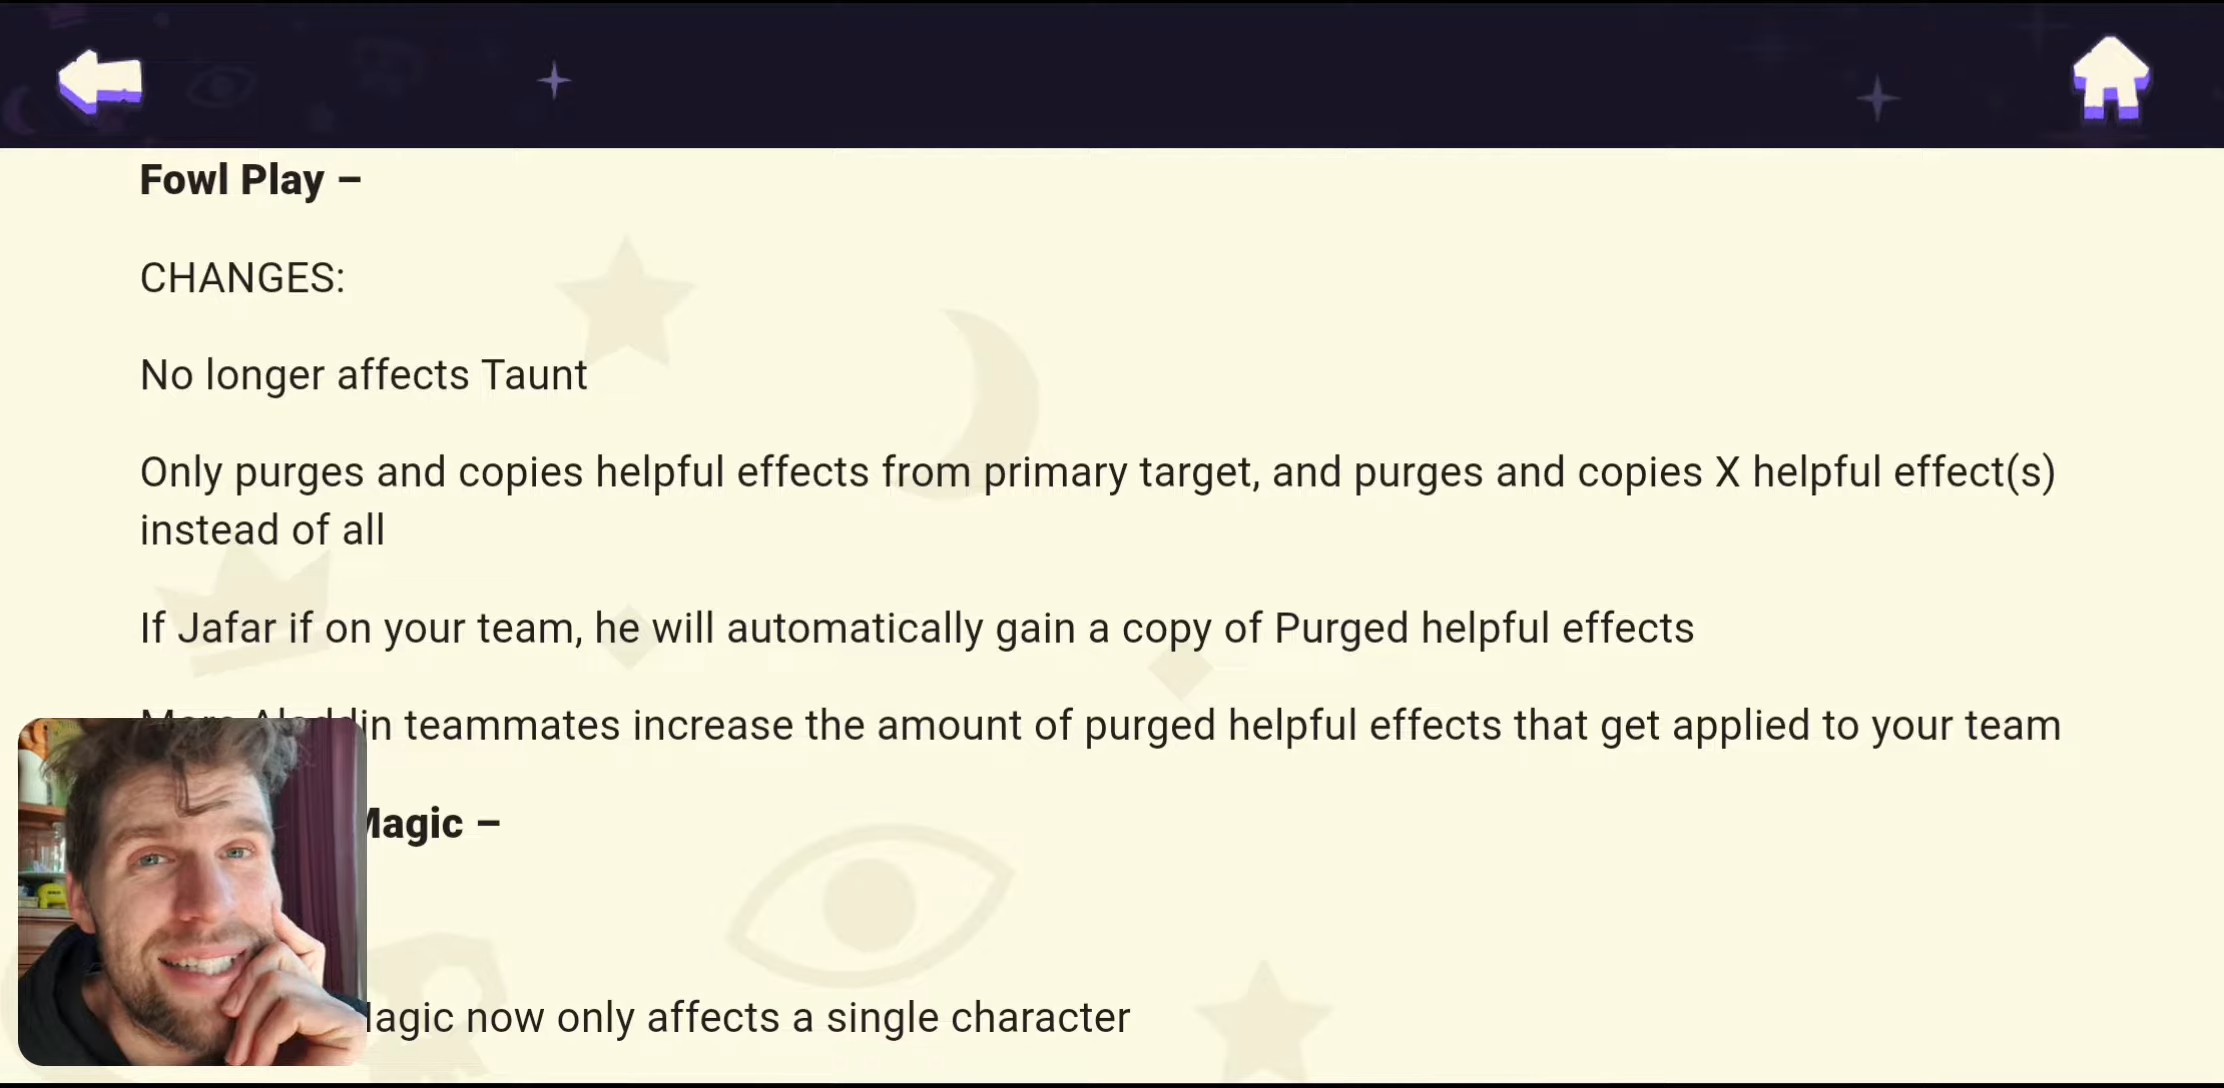 Fowl Play –
CHANGES:
No longer affects Taunt
Only purges and copies helpful effects from primary target, and purges and copies X helpful effect(s)
instead of all
If Jafar if on your team, he will automatically gain a copy of Purged helpful effects
teammates increase the amount of purged helpful effects that get applied to your team
Magic –
now only affects a single character